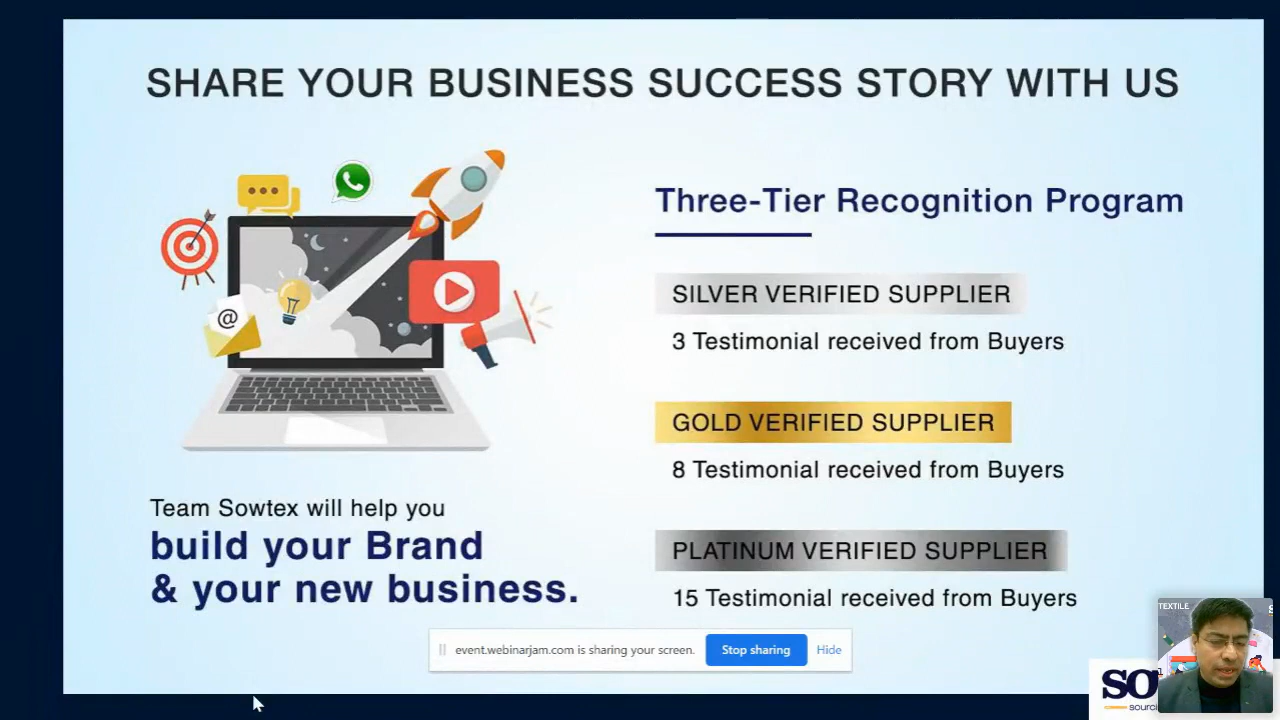 SHARE YOUR BUSINESS SUCCESS STORY WITH US
Three-Tier Recognition Program
SILVER VERIFIED SUPPLIER
3 Testimonial received from Buyers
GOLD VERIFIED SUPPLIER
8 Testimonial received from Buyers
PLATINUM VERIFIED SUPPLIER
15 Testimonial received from Buyers
@
Team Sowtex will help you
build your Brand
& your new business.
event.webinarjam.com is sharing your screen.
Stop sharing
Hide
TEXTILE
SO
sourci